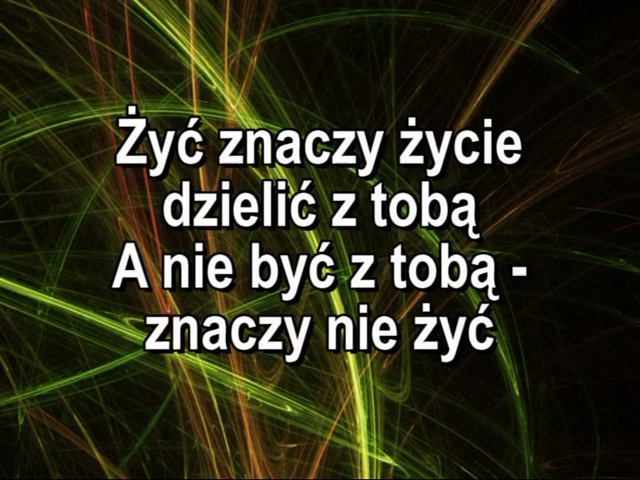 Żyć znaczy życie
dzielić z tobą
A nie być z tobą -
znaczy nie żyć